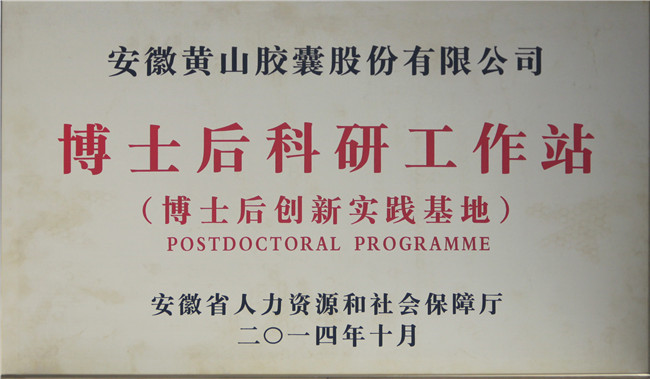 安徽黄山胶囊股份有限公司
博士后科研工作站
（博士后创新实践基地）
POSTDOCTORAL PROGRAMME
安徽省人力资源和社会保障厅
二〇一四年十月